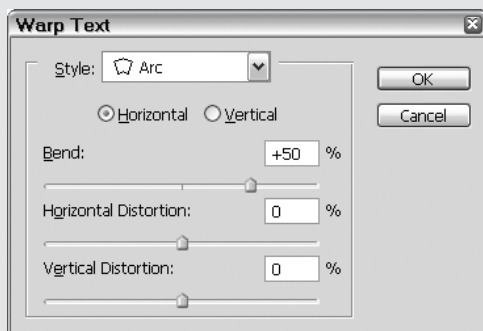 Warp Text
Style: Arc
OK
Horizontal Vertical
Cancel
Bend: +50 %
Horizontal Distortion: 0 %
Vertical Distortion: 0 %